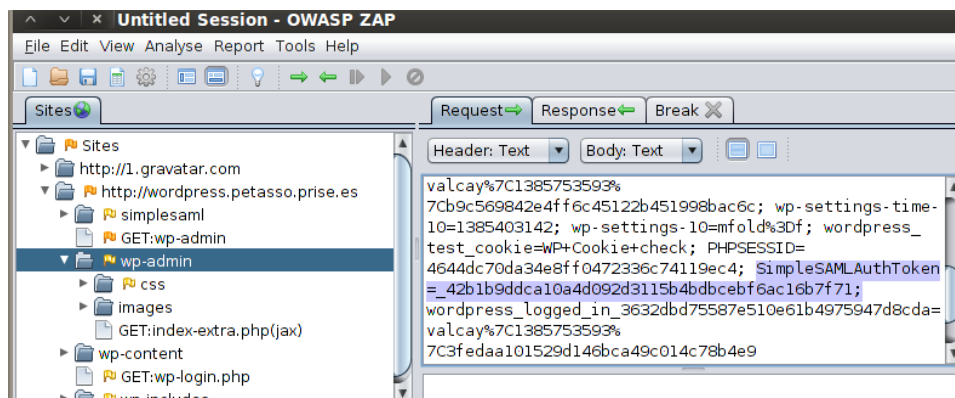 Untitled Session - OWASP ZAP
File Edit View Analyse Report Tools Help
Sites
Request Response Break
Header: Text Body: Text
Sites
http://1.gravatar.com
http://wordpress.petasso.prise.es
simplesaml
GET:wp-admin
wp-admin
css
images
GET:index-extra.php(jax)
wp-content
GET:wp-login.php
wp-includes
valcay%7C1385753593%
7Cb9c569842e4ff6c45122b451998bac6c; wp-settings-time-
10=1385403142; wp-settings-10=mfold%3Df; wordpress_
test_cookie=WP+Cookie+check; PHPSESSID=
4644dc70da34e8ff0472336c74119ec4; SimpleSAMLAuthToken
=_42b1b9ddca10a4d092d3115b4bdbcebf6ac16b7f71;
wordpress_logged_in_3632dbd75587e510e61b4975947d8cda=
valcay%7C1385753593%
7C3fedaa101529d146bca49c014c78b4e9